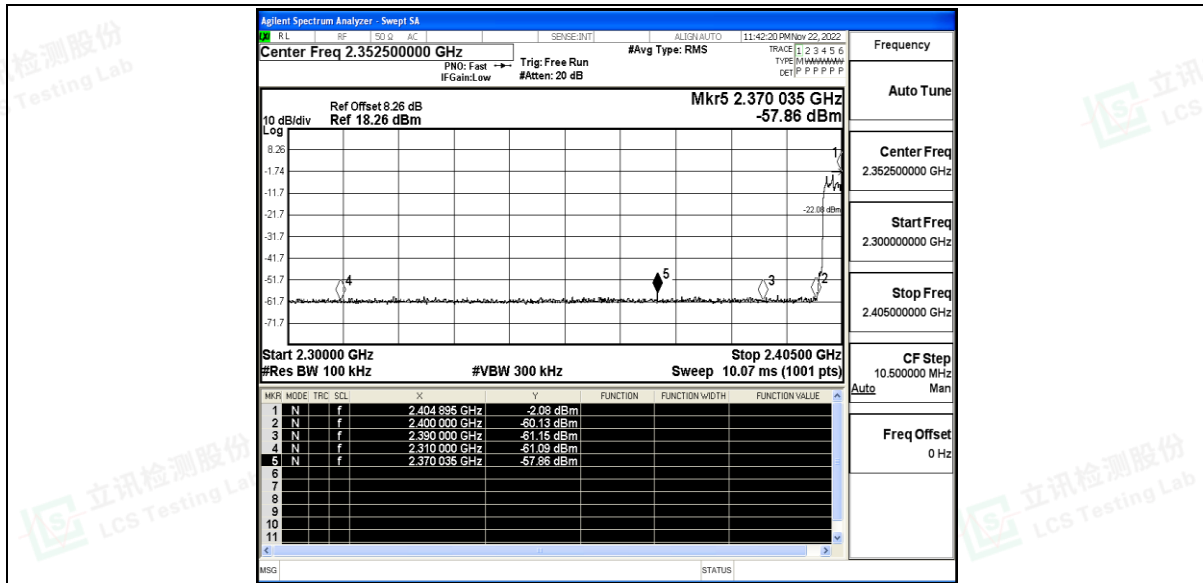 Agilent Spectrum Analyzer - Swept SA
RL RF 50 Ω AC SENSE:INT ALIGN AUTO 11:42:20 PM Nov 22, 2022
Center Freq 2.352500000 GHz
#Avg Type: RMS
TRACE 1 2 3 4 5 6
TYPE M WWWWW
DET P P P P P P
PNO: Fast
IFGain:Low
Trig: Free Run
#Atten: 20 dB
Frequency
Auto Tune
Center Freq
2.352500000 GHz
Start Freq
2.300000000 GHz
Stop Freq
2.405000000 GHz
CF Step
10.500000 MHz
Auto Man
Freq Offset
0 Hz
Mkr5 2.370 035 GHz
-57.86 dBm
Ref Offset 8.26 dB
10 dB/div Ref 18.26 dBm
Log
8.26
-1.74
-11.7
-21.7
-31.7
-41.7
-51.7
-61.7
-71.7
1
-22.08 dBm
4
5
3
2
Start 2.30000 GHz Stop 2.40500 GHz
#Res BW 100 kHz #VBW 300 kHz Sweep 10.07 ms (1001 pts)
MKR MODE TRC SCL X Y FUNCTION FUNCTION WIDTH FUNCTION VALUE
1 N f 2.404 895 GHz -2.08 dBm
2 N f 2.400 000 GHz -60.13 dBm
3 N f 2.390 000 GHz -61.15 dBm
4 N f 2.310 000 GHz -61.09 dBm
5 N f 2.370 035 GHz -57.86 dBm
6
7
8
9
10
11
MSG STATUS
讯检测股份
CS Testing Lab
立讯
LCS
立讯检测股份
LCS Testing Lab
立讯检测股份
LCS Testing Lab